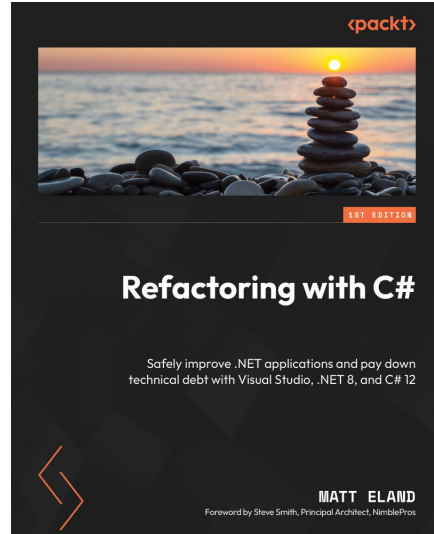 <packt>
1ST EDITION
Refactoring with C#
Safely improve .NET applications and pay down
technical debt with Visual Studio, .NET 8, and C# 12
MATT ELAND
Foreword by Steve Smith, Principal Architect, NimblePros